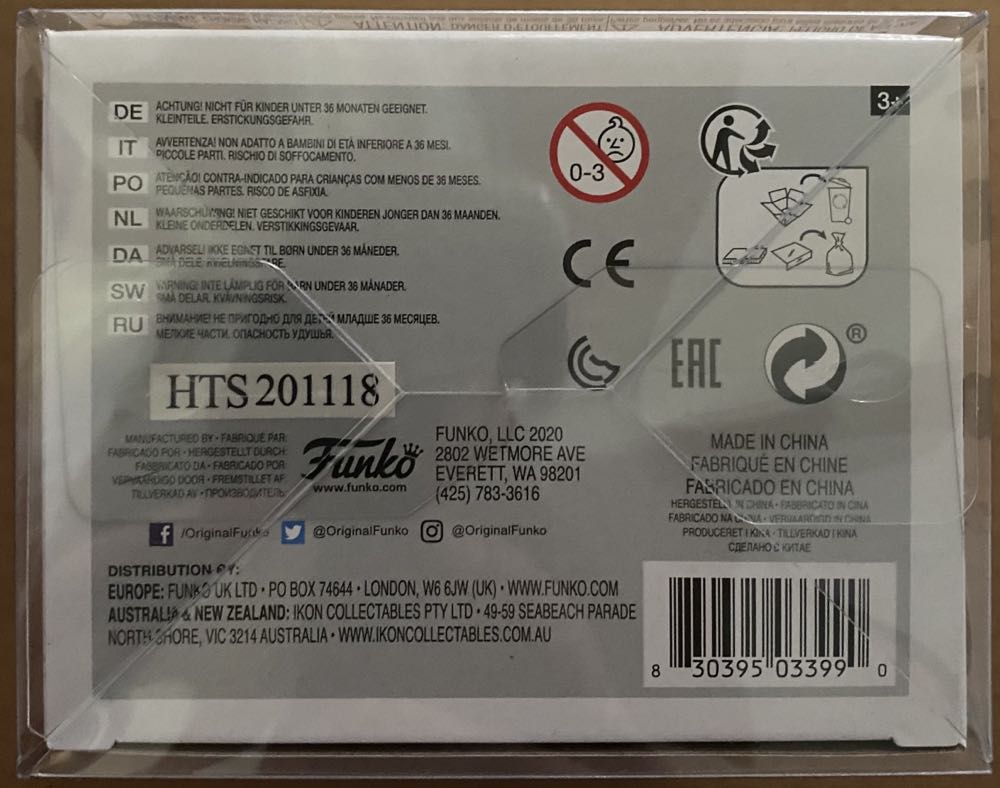 ATTENTION DANGER D'ÉTOUFFEMENT
ADVERTENCIA
3+
DE ACHTUNG! NICHT FÜR KINDER UNTER 36 MONATEN GEEIGNET.
KLEINTEILE. ERSTICKUNGSGEFAHR.
IT AVVERTENZA! NON ADATTO A BAMBINI DI ETÀ INFERIORE A 36 MESI.
PICCOLE PARTI. RISCHIO DI SOFFOCAMENTO.
PO ATENÇÃO! CONTRA-INDICADO PARA CRIANÇAS COM MENOS DE 36 MESES.
PEQUENAS PARTES. RISCO DE ASFIXIA.
NL WAARSCHUWING! NIET GESCHIKT VOOR KINDEREN JONGER DAN 36 MAANDEN.
KLEINE ONDERDELEN. VERSTIKKINGSGEVAAR.
DA ADVARSEL! IKKE EGNET TIL BØRN UNDER 36 MÅNEDER.
SMÅ DELE. KVÆLNINGSFARE.
SW VARNING! INTE LÄMPLIG FÖR BARN UNDER 36 MÅNADER.
SMÅ DELAR. KVÄVNINGSRISK.
RU ВНИМАНИЕ! НЕ ПРИГОДНО ДЛЯ ДЕТЕЙ МЛАДШЕ 36 МЕСЯЦЕВ.
МЕЛКИЕ ЧАСТИ. ОПАСНОСТЬ УДУШЬЯ.
0-3
CE
EAC
®
HTS 201118
MANUFACTURED BY • FABRIQUÉ PAR:
FABRICADO POR • HERGESTELLT DURCH:
FABBRICATO DA • FABRICADO POR:
VERVAARDIGD DOOR • FREMSTILLET AF:
TILLVERKAD AV • ПРОИЗВОДИТЕЛЬ:
Funko
www.funko.com
FUNKO, LLC 2020
2802 WETMORE AVE
EVERETT, WA 98201
(425) 783-3616
MADE IN CHINA
FABRIQUÉ EN CHINE
FABRICADO EN CHINA
HERGESTELLT IN CHINA • FABBRICATO IN CINA
FABRICADO NA CHINA • VERVAARDIGD IN CHINA
PRODUCERET I KINA • TILLVERKAD I KINA
СДЕЛАНО В КИТАЕ
/OriginalFunko @OriginalFunko @OriginalFunko
DISTRIBUTION BY:
EUROPE: FUNKO UK LTD • PO BOX 74644 • LONDON, W6 6JW (UK) • WWW.FUNKO.COM
AUSTRALIA & NEW ZEALAND: IKON COLLECTABLES PTY LTD • 49-59 SEABEACH PARADE
NORTH SHORE, VIC 3214 AUSTRALIA • WWW.IKONCOLLECTABLES.COM.AU
8 30395 03399 0